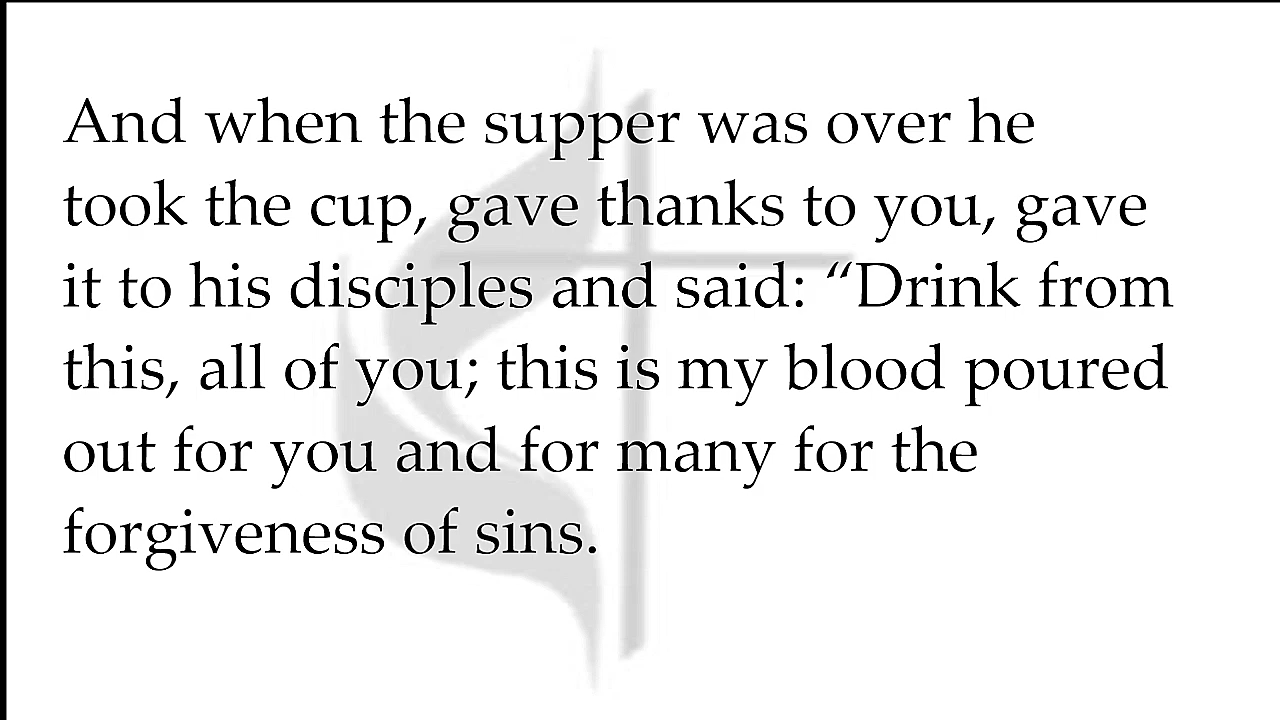 And when the supper was over he
took the cup, gave thanks to you, gave
it to his disciples and said: “Drink from
this, all of you; this is my blood poured
out for you and for many for the
forgiveness of sins.